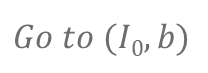 Go to (I₀, b)